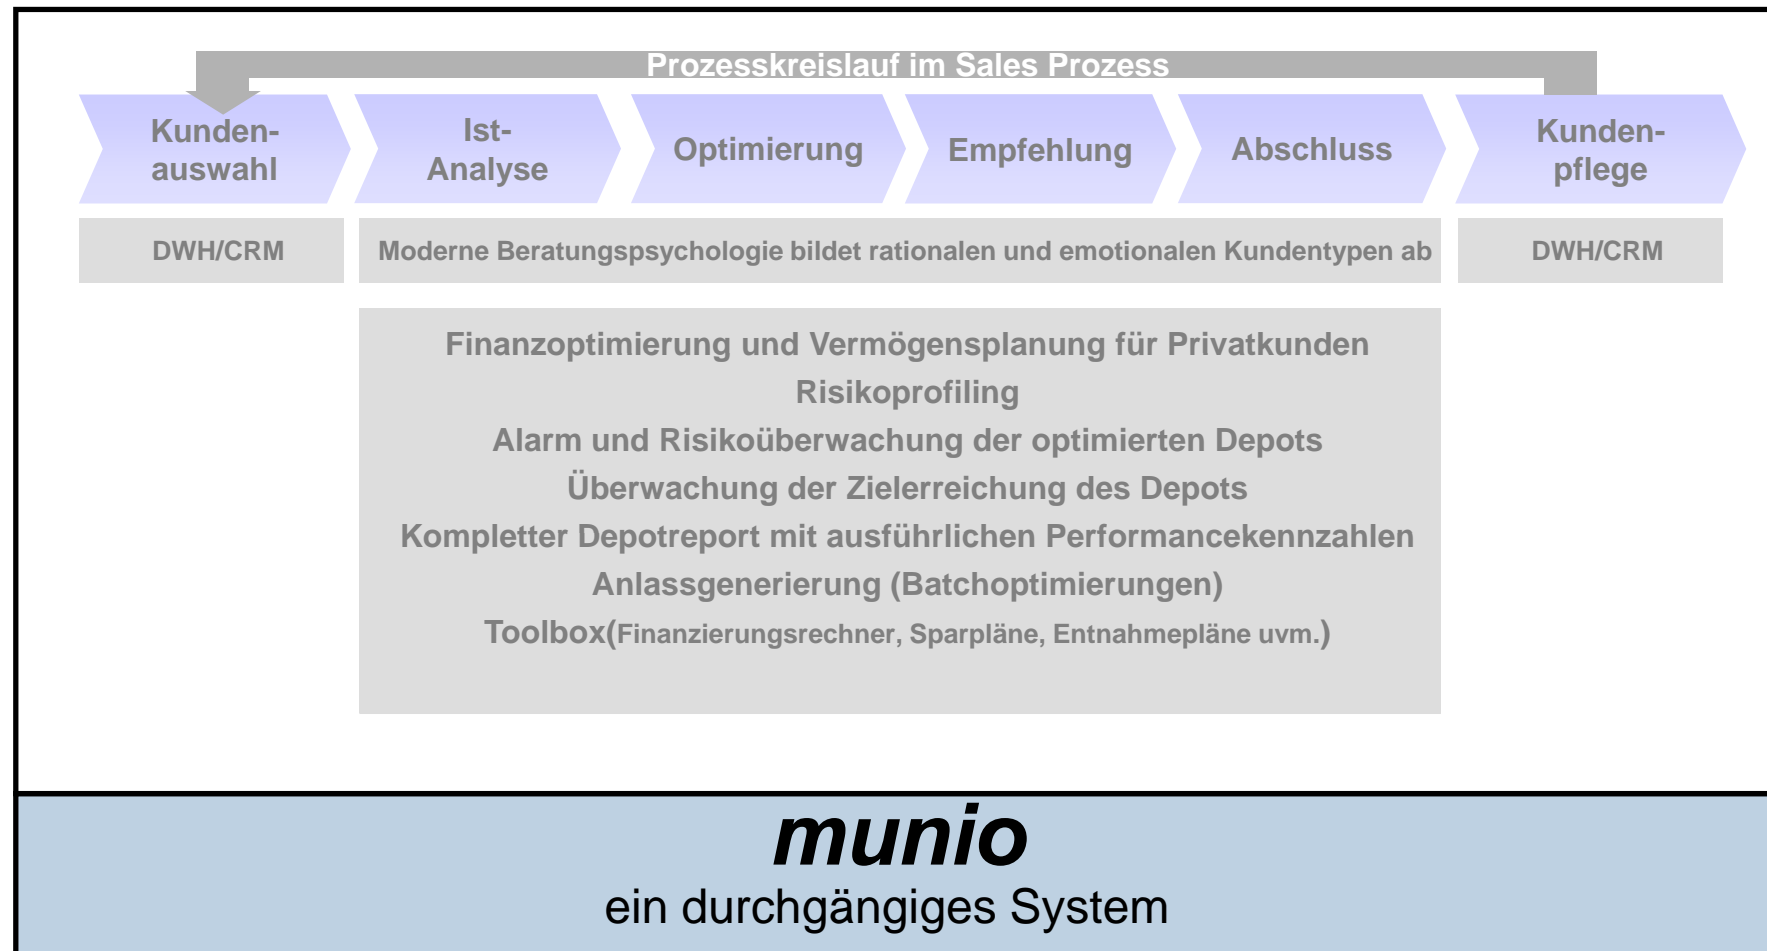 Prozesskreislauf im Sales Prozess
Kunden-
auswahl
Ist-
Analyse
Optimierung
Empfehlung
Abschluss
Kunden-
pflege
DWH/CRM
Moderne Beratungspsychologie bildet rationalen und emotionalen Kundentypen ab
DWH/CRM
Finanzoptimierung und Vermögensplanung für Privatkunden
Risikoprofiling
Alarm und Risikoüberwachung der optimierten Depots
Überwachung der Zielerreichung des Depots
Kompletter Depotreport mit ausführlichen Performancekennzahlen
Anlassgenerierung (Batchoptimierungen)
Toolbox(Finanzierungsrechner, Sparpläne, Entnahmepläne uvm.)
munio
ein durchgängiges System